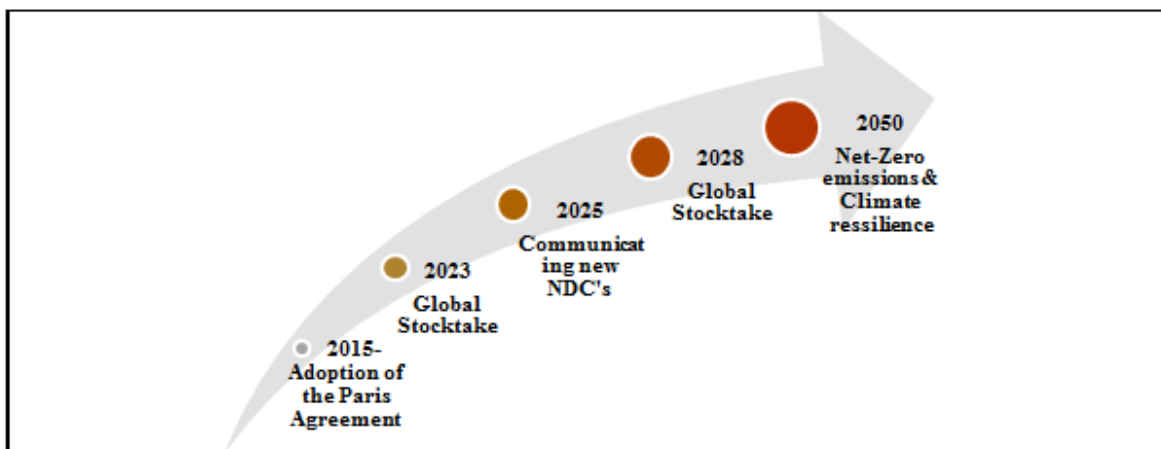 2015-
Adoption of
the Paris
Agreement
2023
Global
Stocktake
2025
Communicat
ing new
NDC's
2028
Global
Stocktake
2050
Net-Zero
emissions &
Climate
ressilience